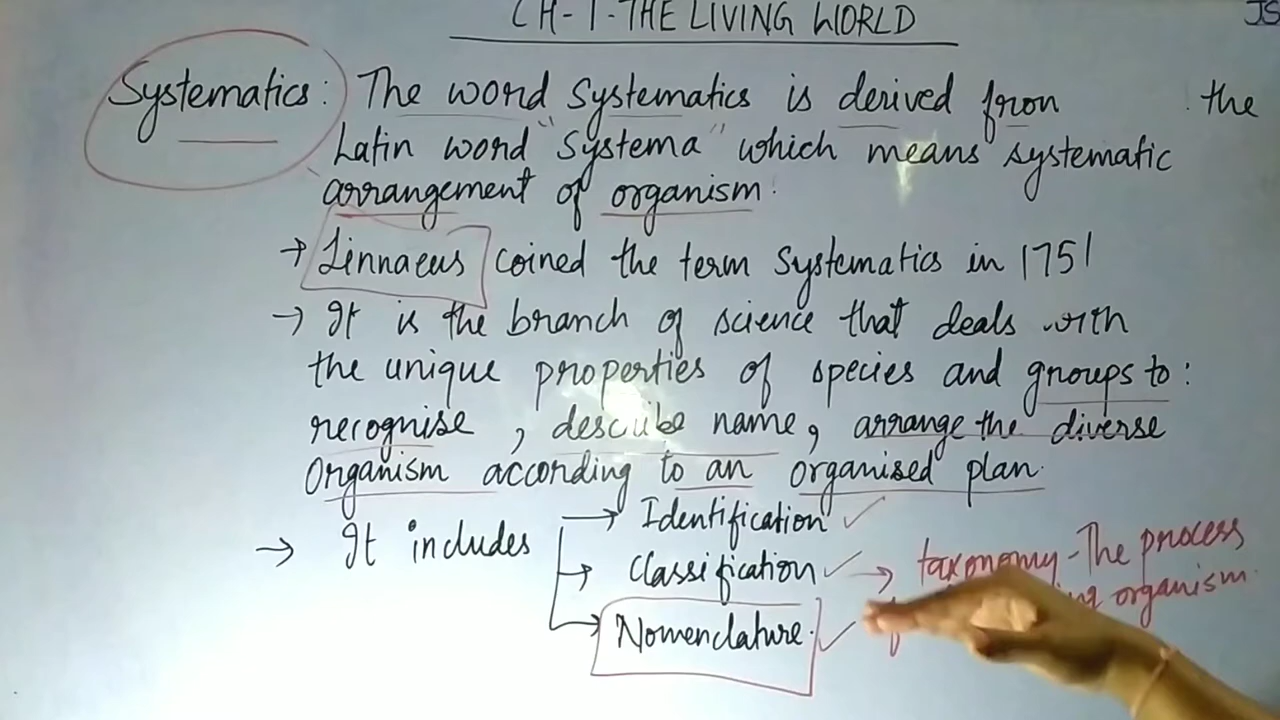 CH-1-THE LIVING WORLD
JS
Systematics: The word Systematics is derived from the
Latin word "Systema" which means systematic
arrangement of organism.
→ Linnaeus coined the term Systematics in 1751
→ It is the branch of science that deals with
the unique properties of species and groups to:
recognise, describe name, arrange the diverse
Organism according to an organised plan.
→ It includes → Identification ✓
→ Classification ✓ → taxonomy - The process
organism.
→ Nomenclature. ✓